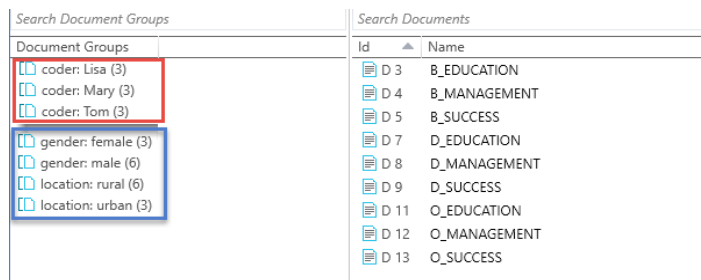 Search Document Groups
Document Groups
coder: Lisa (3)
coder: Mary (3)
coder: Tom (3)
gender: female (3)
gender: male (6)
location: rural (6)
location: urban (3)
Search Documents
Id Name
D 3 B_EDUCATION
D 4 B_MANAGEMENT
D 5 B_SUCCESS
D 7 D_EDUCATION
D 8 D_MANAGEMENT
D 9 D_SUCCESS
D 11 O_EDUCATION
D 12 O_MANAGEMENT
D 13 O_SUCCESS